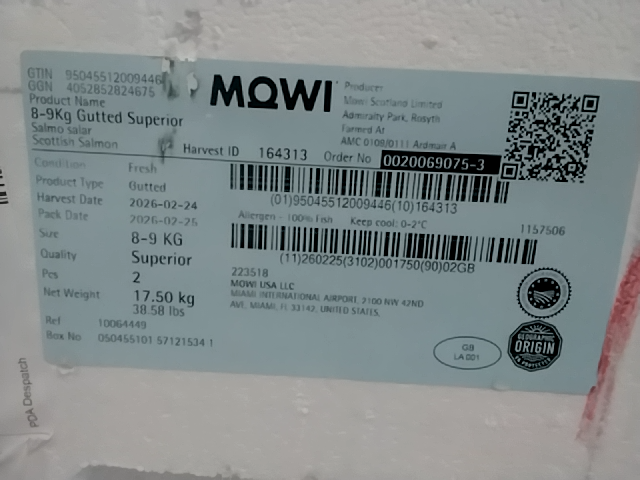 GTIN 95045512009446
GGN 4052852824675
Product Name
8-9Kg Gutted Superior
Salmo salar
Scottish Salmon
MOWI
Producer
Mowi Scotland Limited
Admiralty Park, Rosyth
Farmed At
AMC 0109/0111 Ardmair A
Harvest ID 164313 Order No 0020069075-3
Condition Fresh
Product Type Gutted
Harvest Date 2026-02-24
Pack Date 2026-02-25
Size 8-9 KG
Quality Superior
Pcs 2
Net Weight 17.50 kg
38.58 lbs
Ref 10064449
Box No 050455101 57121534 1
(01)95045512009446(10)164313
Allergen - 100% Fish Keep cool: 0-2°C
1157506
(11)260225(3102)001750(90)02GB
223518
MOWI USA LLC
MIAMI INTERNATIONAL AIRPORT, 2100 NW 42ND
AVE, MIAMI, FL 33142, UNITED STATES,
GB
LA 001
GEOGRAPHIC
ORIGIN
PDA Despatch